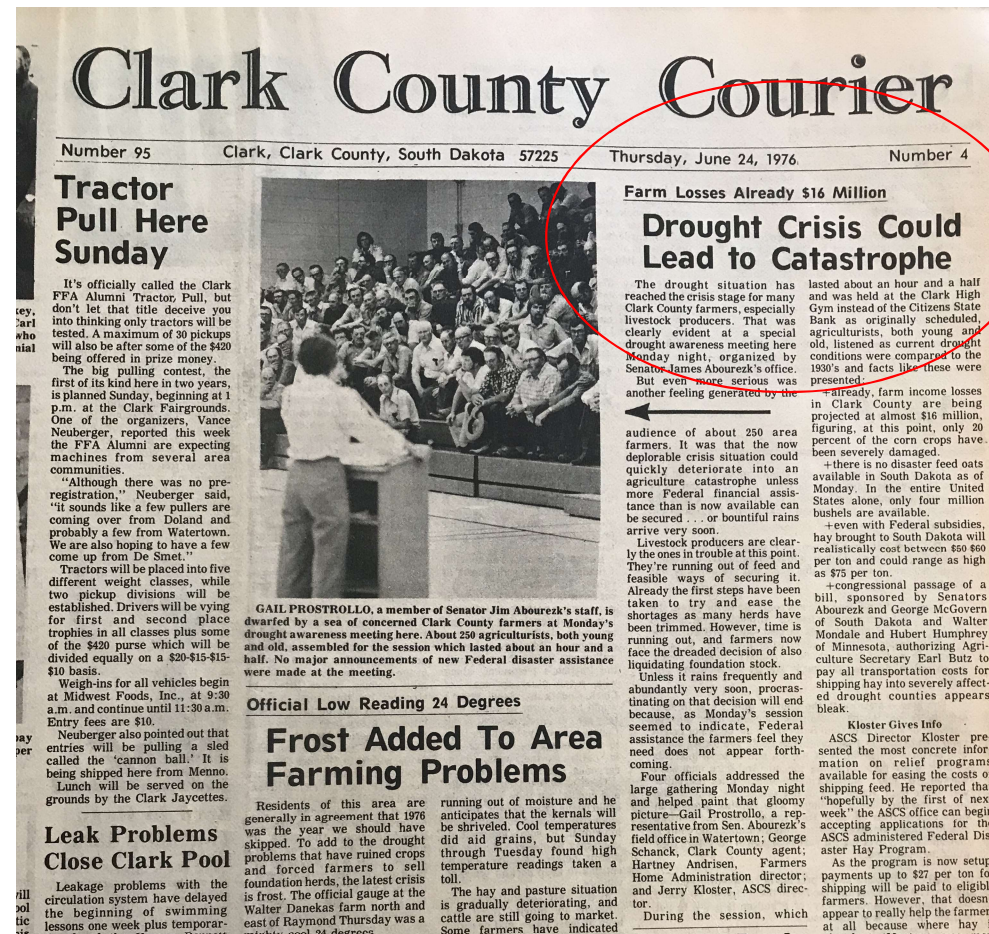 Clark County Courier
Number 95 Clark, Clark County, South Dakota 57225 Thursday, June 24, 1976 Number 4
key,
Carl
who
nial
Tractor
Pull Here
Sunday
It's officially called the Clark
FFA Alumni Tractor Pull, but
don't let that title deceive you
into thinking only tractors will be
tested. A maximum of 30 pickups
will also be after some of the $420
being offered in prize money.
The big pulling contest, the
first of its kind here in two years,
is planned Sunday, beginning at 1
p.m. at the Clark Fairgrounds.
One of the organizers, Vance
Neuberger, reported this week
the FFA Alumni are expecting
machines from several area
communities.
"Although there was no pre-
registration," Neuberger said,
"it sounds like a few pullers are
coming over from Doland and
probably a few from Watertown.
We are also hoping to have a few
come up from De Smet."
Tractors will be placed into five
different weight classes, while
two pickup divisions will be
established. Drivers will be vying
for first and second place
trophies in all classes plus some
of the $420 purse which will be
divided equally on a $20-$15-$15-
$10 basis.
Weigh-ins for all vehicles begin
at Midwest Foods, Inc., at 9:30
a.m. and continue until 11:30 a.m.
Entry fees are $10.
Neuberger also pointed out that
entries will be pulling a sled
called the 'cannon ball.' It is
being shipped here from Menno.
Lunch will be served on the
grounds by the Clark Jaycettes.
Leak Problems
Close Clark Pool
Leakage problems with the
circulation system have delayed
the beginning of swimming
lessons one week plus tempor-
GAIL PROSTROLLO, a member of Senator Jim Abourezk's staff, is
dwarfed by a sea of concerned Clark County farmers at Monday's
drought awareness meeting here. About 250 agriculturists, both young
and old, assembled for the session which lasted about an hour and a
half. No major announcements of new Federal disaster assistance
were made at the meeting.
Official Low Reading 24 Degrees
Frost Added To Area
Farming Problems
Residents of this area are
generally in agreement that 1976
was the year we should have
skipped. To add to the drought
problems that have ruined crops
and forced farmers to sell
foundation herds, the latest crisis
is frost. The official gauge at the
Walter Danekas farm north and
east of Raymond Thursday was a
mighty cool 24 degrees.
running out of moisture and he
anticipates that the kernals will
be shriveled. Cool temperatures
did aid grains, but Sunday
through Tuesday found high
temperature readings taken a
toll.
The hay and pasture situation
is gradually deteriorating, and
cattle are still going to market.
Some farmers have indicated
Farm Losses Already $16 Million
Drought Crisis Could
Lead to Catastrophe
The drought situation has
reached the crisis stage for many
Clark County farmers, especially
livestock producers. That was
clearly evident at a special
drought awareness meeting here
Monday night, organized by
Senator James Abourezk's office.
But even more serious was
another feeling generated by the
audience of about 250 area
farmers. It was that the now
deplorable crisis situation could
quickly deteriorate into an
agriculture catastrophe unless
more Federal financial assis-
tance than is now available can
be secured . . . or bountiful rains
arrive very soon.
Livestock producers are clear-
ly the ones in trouble at this point.
They're running out of feed and
feasible ways of securing it.
Already the first steps have been
taken to try and ease the
shortages as many herds have
been trimmed. However, time is
running out, and farmers now
face the dreaded decision of also
liquidating foundation stock.
Unless it rains frequently and
abundantly very soon, procras-
tinating on that decision will end
because, as Monday's session
seemed to indicate, Federal
assistance the farmers feel they
need does not appear forth-
coming.
Four officials addressed the
large gathering Monday night
and helped paint that gloomy
picture—Gail Prostrollo, a rep-
resentative from Sen. Abourezk's
field office in Watertown; George
Schanck, Clark County agent;
Hartney Andrisen, Farmers
Home Administration director;
and Jerry Kloster, ASCS direc-
tor.
During the session, which
lasted about an hour and a half
and was held at the Clark High
Gym instead of the Citizens State
Bank as originally scheduled,
agriculturists, both young and
old, listened as current drought
conditions were compared to the
1930's and facts like these were
presented:
+already, farm income losses
in Clark County are being
projected at almost $16 million,
figuring, at this point, only 20
percent of the corn crops have
been severely damaged.
+there is no disaster feed oats
available in South Dakota as of
Monday. In the entire United
States alone, only four million
bushels are available.
+even with Federal subsidies,
hay brought to South Dakota will
realistically cost between $50 $60
per ton and could range as high
as $75 per ton.
+congressional passage of a
bill, sponsored by Senators
Abourezk and George McGovern
of South Dakota and Walter
Mondale and Hubert Humphrey
of Minnesota, authorizing Agri-
culture Secretary Earl Butz to
pay all transportation costs for
shipping hay into severely affect-
ed drought counties appears
bleak.
Kloster Gives Info
ASCS Director Kloster pre
sented the most concrete infor
mation on relief programs
available for easing the costs o
shipping feed. He reported tha
"hopefully by the first of nex
week" the ASCS office can begin
accepting applications for the
ASCS administered Federal Dis
aster Hay Program.
As the program is now setup
payments up to $27 per ton fo
shipping will be paid to eligibl
farmers. However, that doesn
appear to really help the farmer
at all because where hay